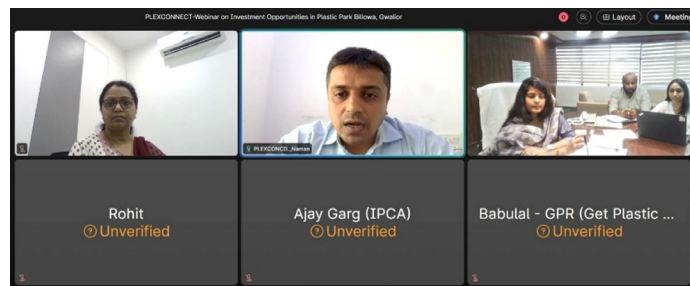 PLEXCONNECT-Webinar on Investment Opportunities in Plastic Park Billowa, Gwalior
Layout
Meeting
PLEXCONCIL_Naman
Rohit
Unverified
Ajay Garg (IPCA)
Unverified
Babulal - GPR (Get Plastic ...
Unverified